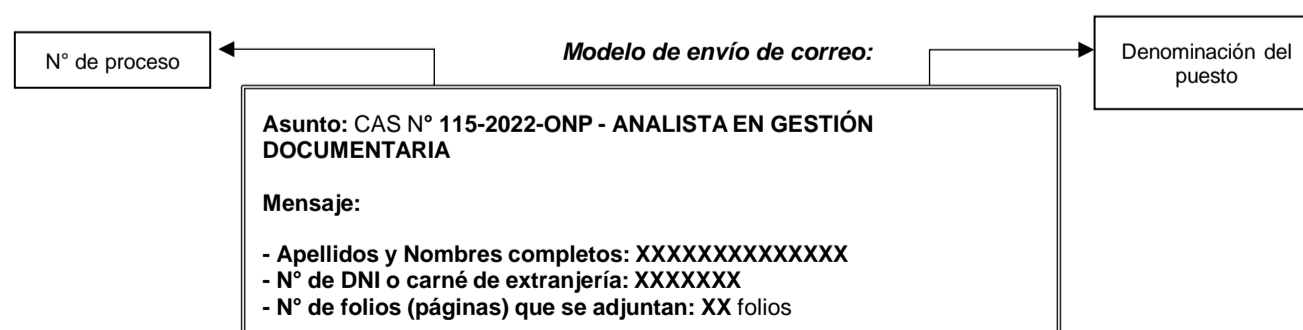 Modelo de envío de correo:
N° de proceso
Denominación del
puesto
Asunto: CAS N° 115-2022-ONP - ANALISTA EN GESTIÓN
DOCUMENTARIA
Mensaje:
- Apellidos y Nombres completos: XXXXXXXXXXXXXX
- N° de DNI o carné de extranjería: XXXXXXX
- N° de folios (páginas) que se adjuntan: XX folios